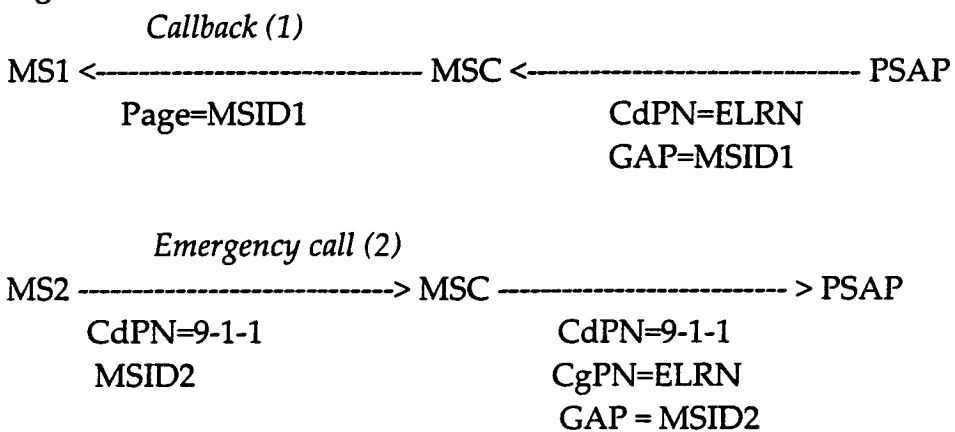 Callback (1)
MS1 <------------------------------ MSC <------------------------------ PSAP
Page=MSID1 CdPN=ELRN
GAP=MSID1
Emergency call (2)
MS2 -----------------------------> MSC -------------------------- > PSAP
CdPN=9-1-1 CdPN=9-1-1
MSID2 CgPN=ELRN
GAP = MSID2